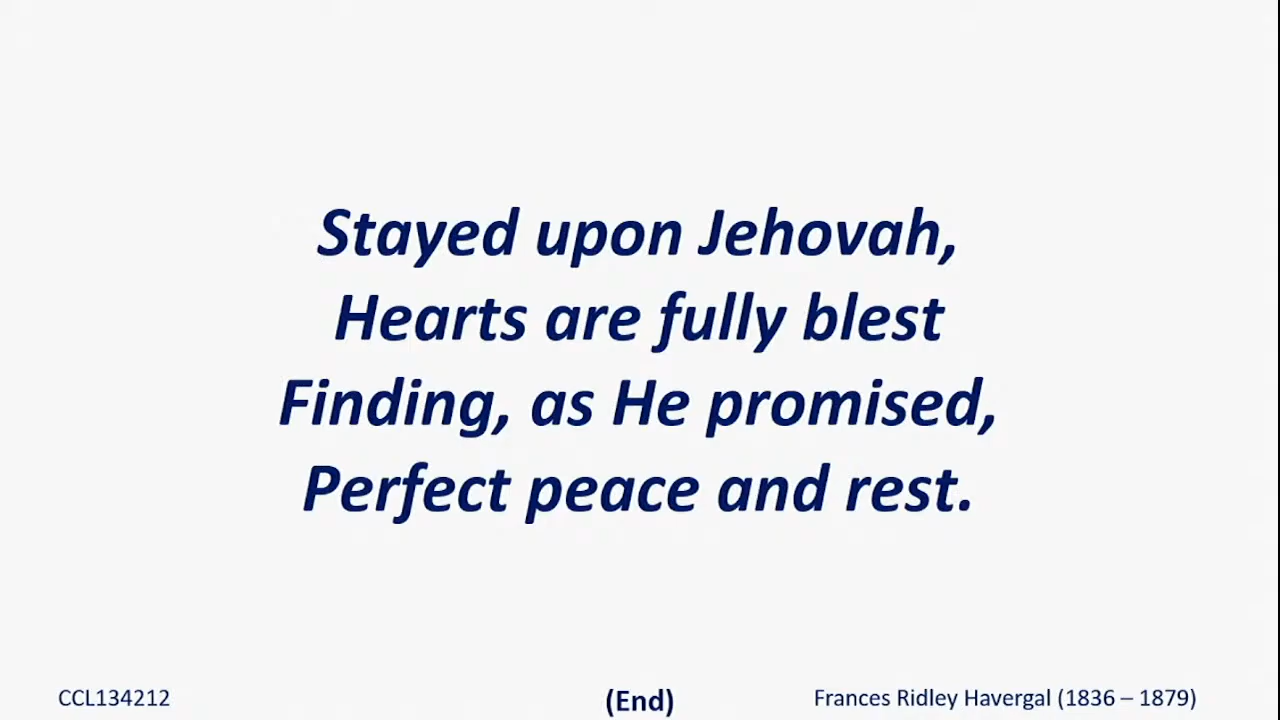 Stayed upon Jehovah,
Hearts are fully blest
Finding, as He promised,
Perfect peace and rest.
CCL134212
(End)
Frances Ridley Havergal (1836 – 1879)